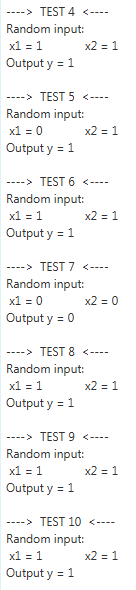 ----> TEST 4 <----
Random input:
x1 = 1 x2 = 1
Output y = 1
----> TEST 5 <----
Random input:
x1 = 0 x2 = 1
Output y = 1
----> TEST 6 <----
Random input:
x1 = 1 x2 = 1
Output y = 1
----> TEST 7 <----
Random input:
x1 = 0 x2 = 0
Output y = 0
----> TEST 8 <----
Random input:
x1 = 1 x2 = 1
Output y = 1
----> TEST 9 <----
Random input:
x1 = 1 x2 = 1
Output y = 1
----> TEST 10 <----
Random input:
x1 = 1 x2 = 1
Output y = 1